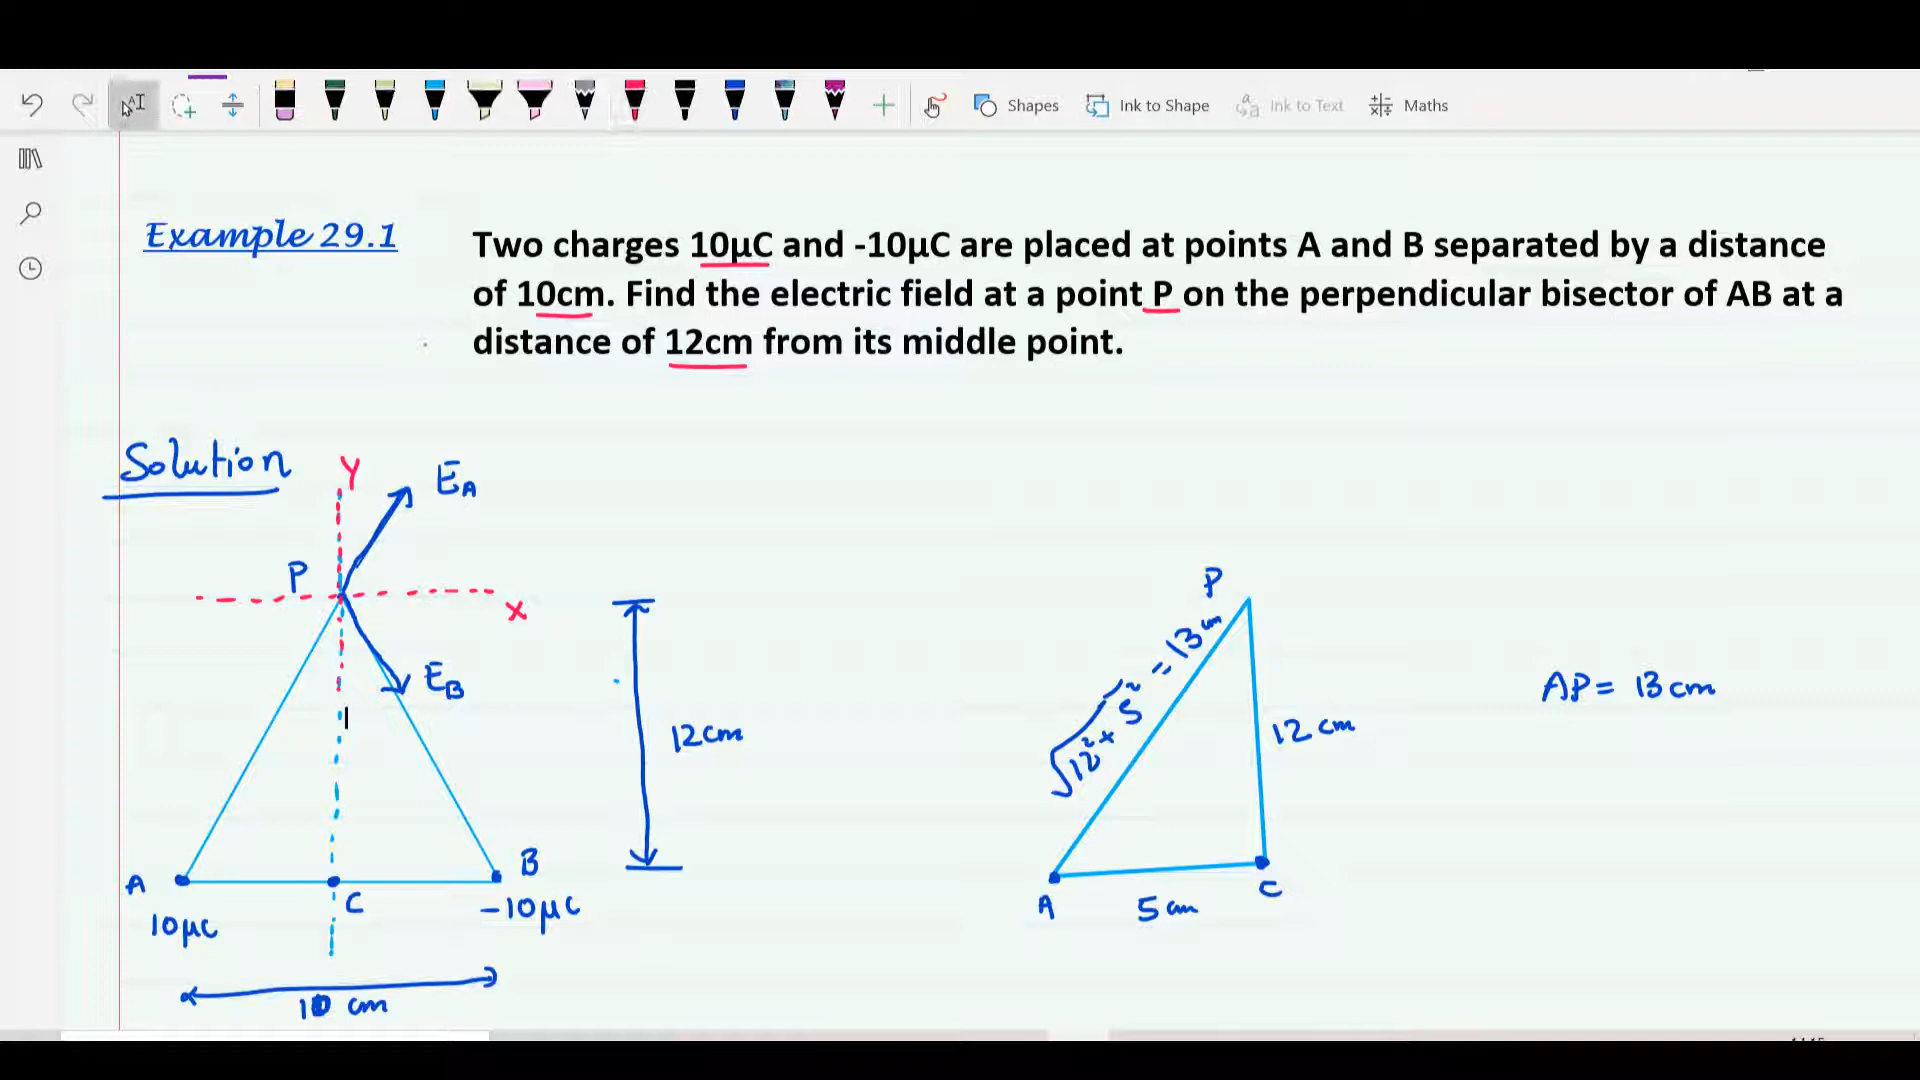 Shapes Ink to Shape Ink to Text Maths
Example 29.1
Two charges 10μC and -10μC are placed at points A and B separated by a distance
of 10cm. Find the electric field at a point P on the perpendicular bisector of AB at a
distance of 12cm from its middle point.
Solution
Y
E_A
P
X
E_B
12cm
A
10μC
C
B
-10μC
10 cm
P
√12² + 5² = 13 cm
12 cm
A
5 cm
C
AP = 13 cm